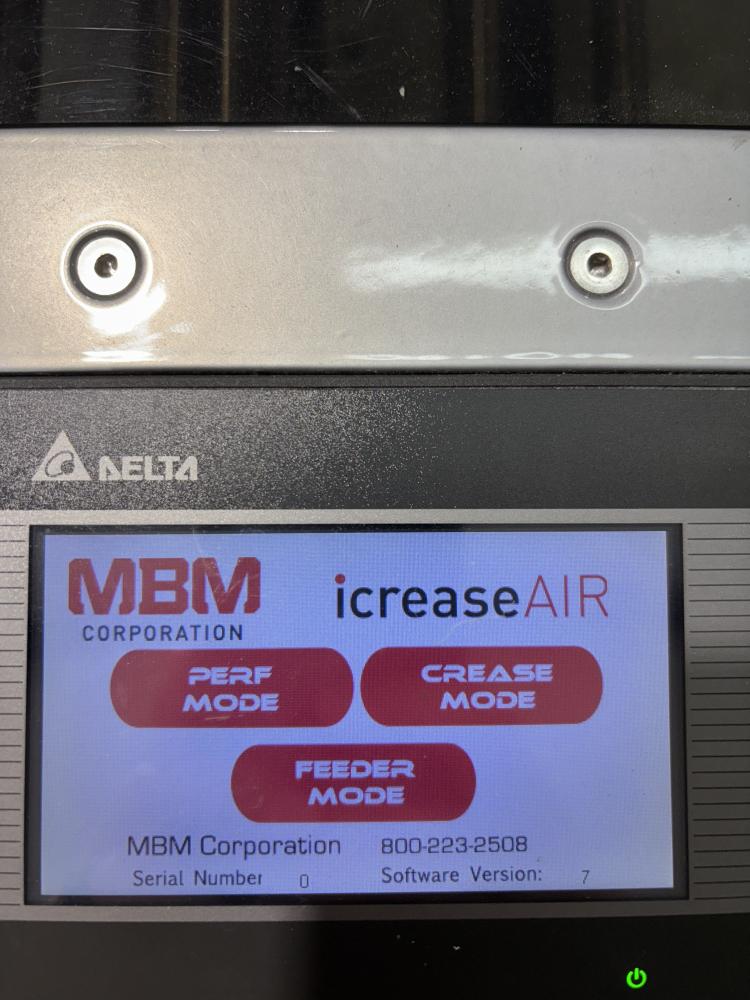 DELTA
MBM
CORPORATION
icreaseAIR
PERF
MODE
CREASE
MODE
FEEDER
MODE
MBM Corporation 800-223-2508
Serial Number 0 Software Version: 7